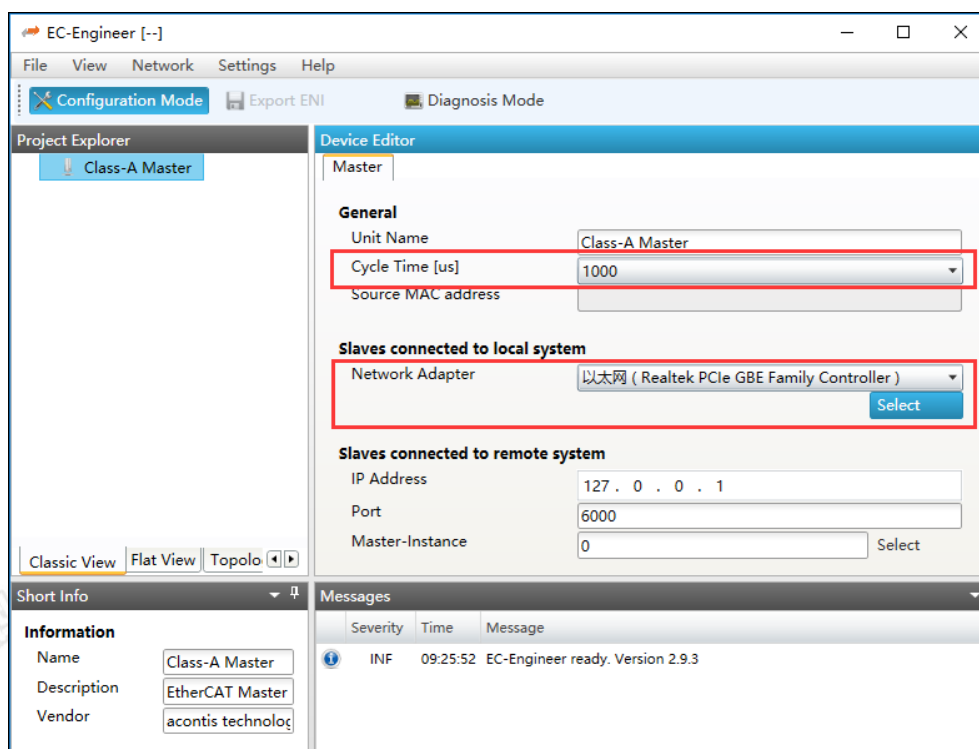 EC-Engineer [--]
File View Network Settings Help
Configuration Mode Export ENI Diagnosis Mode
Project Explorer
Class-A Master
Classic View Flat View Topolo
Device Editor
Master
General
Unit Name Class-A Master
Cycle Time [us] 1000
Source MAC address
Slaves connected to local system
Network Adapter 以太网 ( Realtek PCIe GBE Family Controller )
Select
Slaves connected to remote system
IP Address 127 . 0 . 0 . 1
Port 6000
Master-Instance 0 Select
Short Info
Information
Name Class-A Master
Description EtherCAT Master
Vendor acontis technolog
Messages
Severity Time Message
INF 09:25:52 EC-Engineer ready. Version 2.9.3